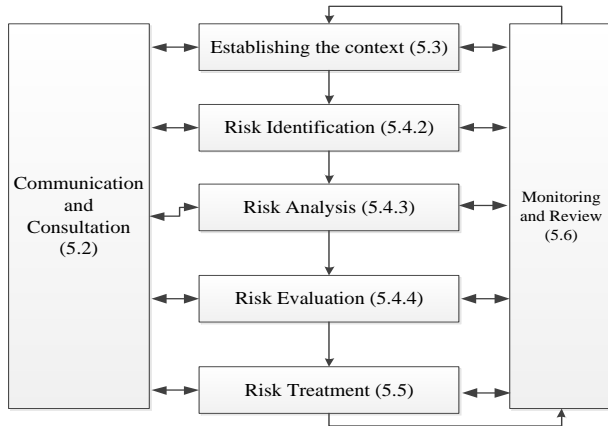 Establishing the context (5.3)
Risk Identification (5.4.2)
Communication
and
Consultation
(5.2)
Risk Analysis (5.4.3)
Monitoring
and Review
(5.6)
Risk Evaluation (5.4.4)
Risk Treatment (5.5)